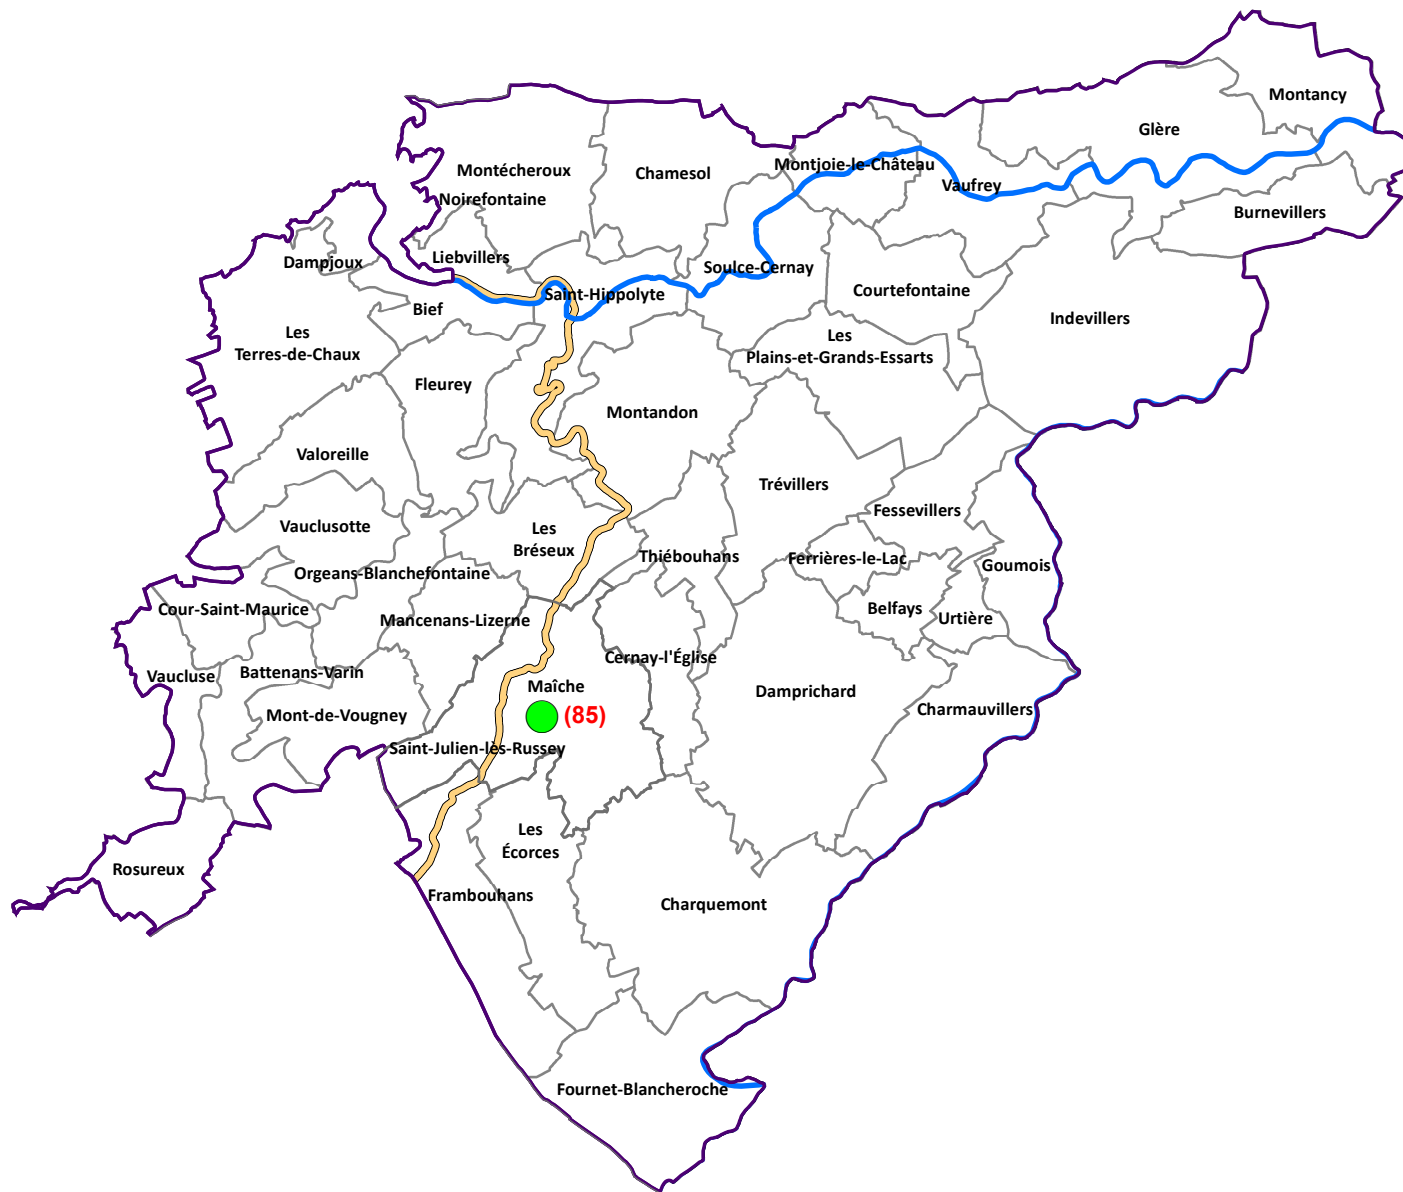 Montancy
Glère
Montjoie-le-Château
Montécheroux
Chamesol
Vaufrey
Noirefontaine
Burnevillers
Liebvillers
Dampjoux
Soulce-Cernay
Courtefontaine
Saint-Hippolyte
Bief
Indevillers
Les
Terres-de-Chaux
Les
Plains-et-Grands-Essarts
Fleurey
Montandon
Valoreille
Trévillers
Fessevillers
Vauclusotte
Les
Bréseux
Thiébouhans
Ferrières-le-Lac
Goumois
Orgeans-Blanchefontaine
Cour-Saint-Maurice
Mancenans-Lizerne
Belfays
Urtière
Cernay-l'Église
Battenans-Varin
Vaucluse
Maîche
Damprichard
Mont-de-Vougney
(85)
Charmauvillers
Saint-Julien-lès-Russey
Les
Écorces
Rosureux
Frambouhans
Charquemont
Fournet-Blancheroche